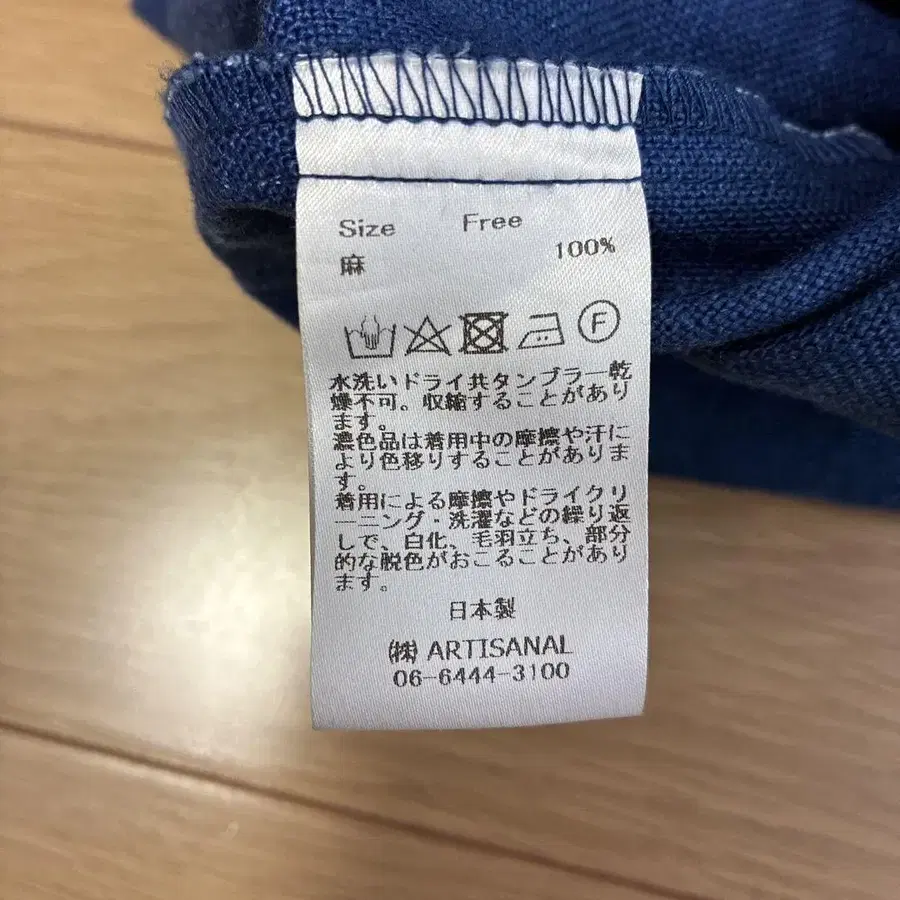 Size Free
麻 100%
F
水洗いドライ共タンブラー乾
燥不可。収縮することがあり
ます。
濃色品は着用中の摩擦や汗に
より色移りすることがありま
す。
着用による摩擦やドライクリ
ーニング・洗濯などの繰り返
しで、白化、毛羽立ち、部分
的な脱色がおこることがあり
ます。
日本製
㈱ ARTISANAL
06-6444-3100